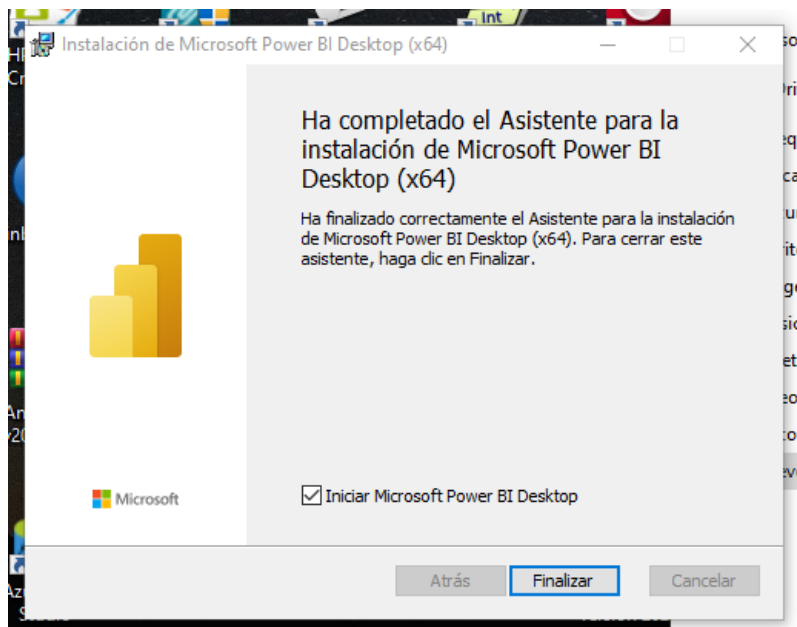 Int
Instalación de Microsoft Power BI Desktop (x64)
Ha completado el Asistente para la
instalación de Microsoft Power BI
Desktop (x64)
Ha finalizado correctamente el Asistente para la instalación
de Microsoft Power BI Desktop (x64). Para cerrar este
asistente, haga clic en Finalizar.
Microsoft
Iniciar Microsoft Power BI Desktop
Atrás
Finalizar
Cancelar